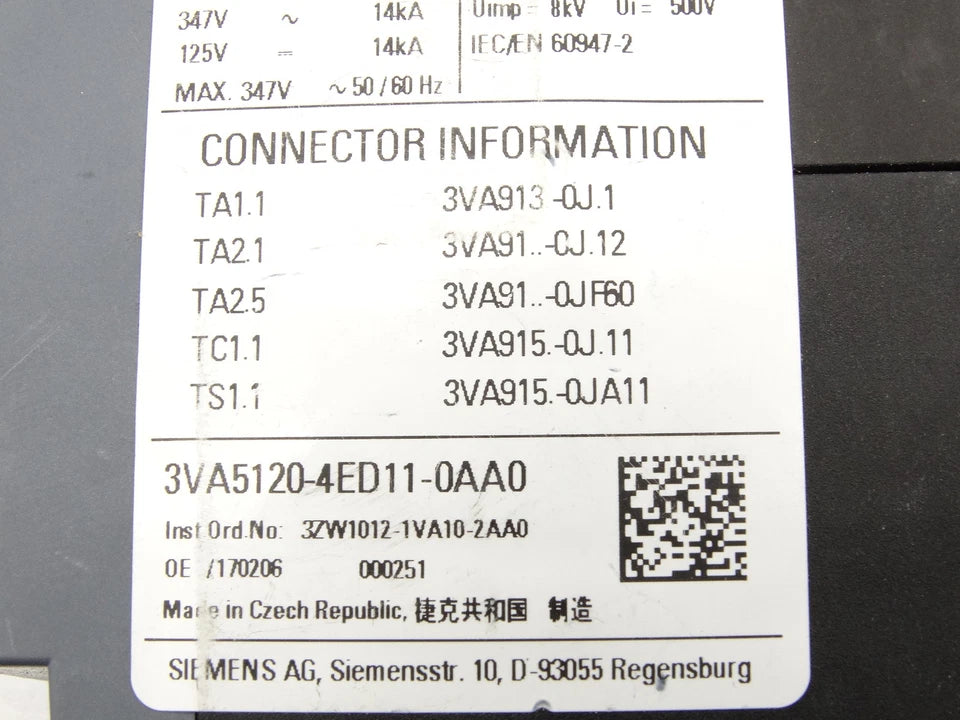 347V ~ 14kA Uimp = 8kV Ui = 500V
125V ⎓ 14kA IEC/EN 60947-2
MAX. 347V ~ 50/60 Hz
CONNECTOR INFORMATION
TA1.1 3VA913 -0J.1
TA2.1 3VA91..-0J.12
TA2.5 3VA91..-0JF60
TC1.1 3VA915.-0J.11
TS1.1 3VA915.-0JA11
3VA5120-4ED11-0AA0
Inst Ord.No: 3ZW1012-1VA10-2AA0
OE /170206 000251
Made in Czech Republic, 捷克共和国 制造
SIEMENS AG, Siemensstr. 10, D-93055 Regensburg